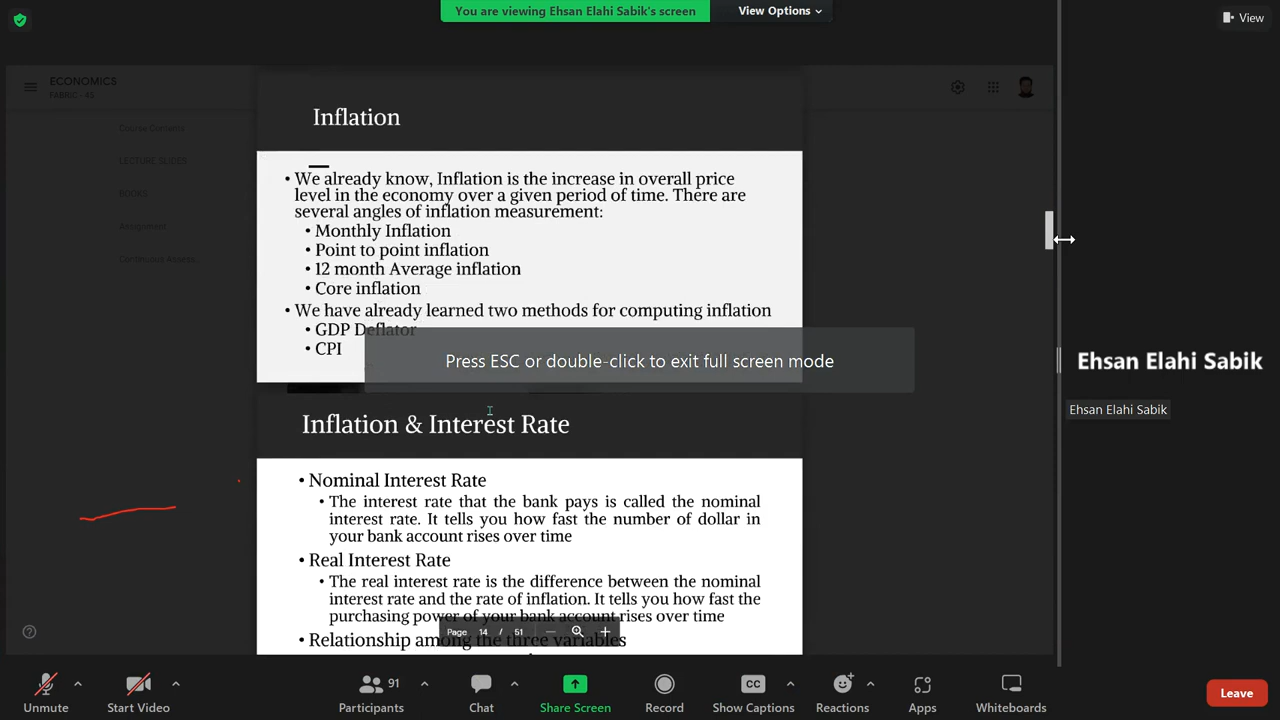 You are viewing Ehsan Elahi Sabik's screen
View Options
View
ECONOMICS
FABRIC - 46
Course Contents
LECTURE SLIDES
BOOKS
Assignment
Inflation
• We already know, Inflation is the increase in overall price
level in the economy over a given period of time. There are
several angles of inflation measurement:
• Monthly Inflation
• Point to point inflation
• 12 month Average inflation
• Core inflation
• We have already learned two methods for computing inflation
• GDP Deflator
• CPI
Press ESC or double-click to exit full screen mode
Ehsan Elahi Sabik
Ehsan Elahi Sabik
Inflation & Interest Rate
• Nominal Interest Rate
• The interest rate that the bank pays is called the nominal
interest rate. It tells you how fast the number of dollar in
your bank account rises over time
• Real Interest Rate
• The real interest rate is the difference between the nominal
interest rate and the rate of inflation. It tells you how fast the
purchasing power of your bank account rises over time
Page 14 / 51
• Relationship among the three variables
Unmute
Start Video
91
Participants
Chat
Share Screen
Record
CC
Show Captions
Reactions
Apps
Whiteboards
Leave